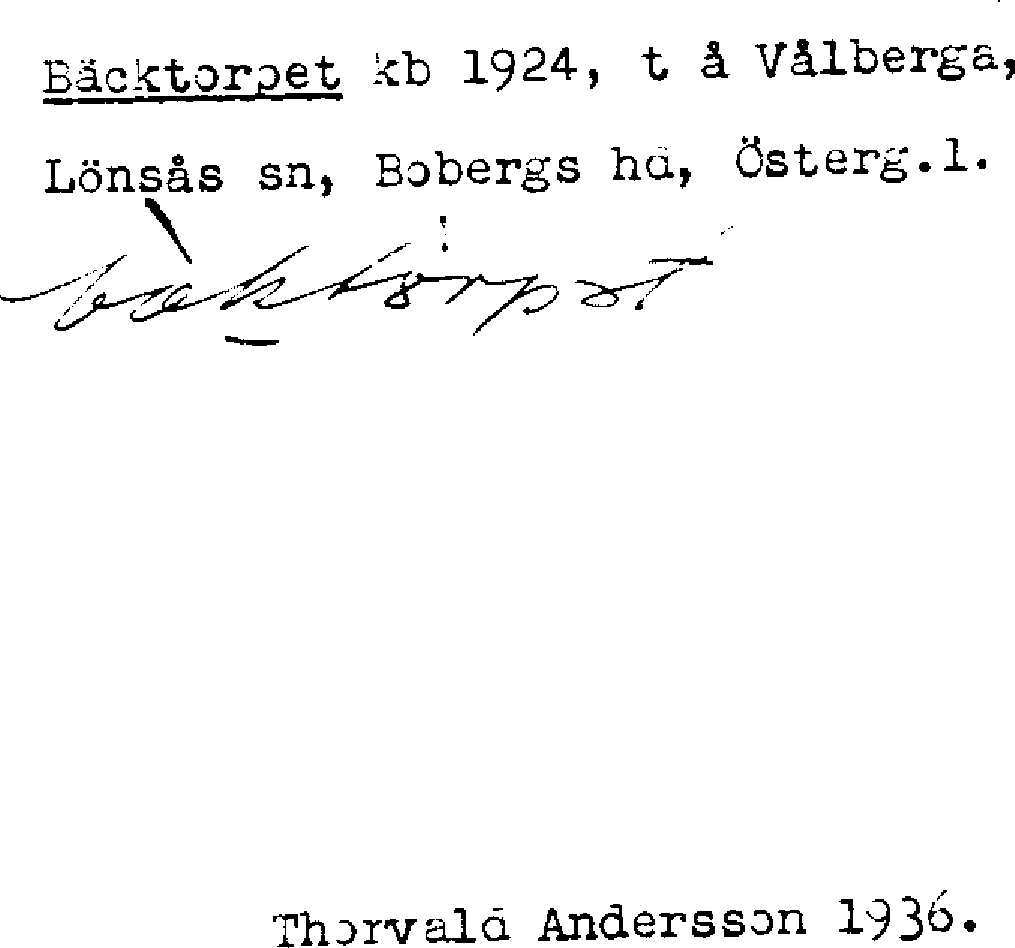 Bäcktorpet kb 1924, t å Vålberga,
Lönsås sn, Bobergs hd, Österg.l.
Thorvald Andersson 1936.